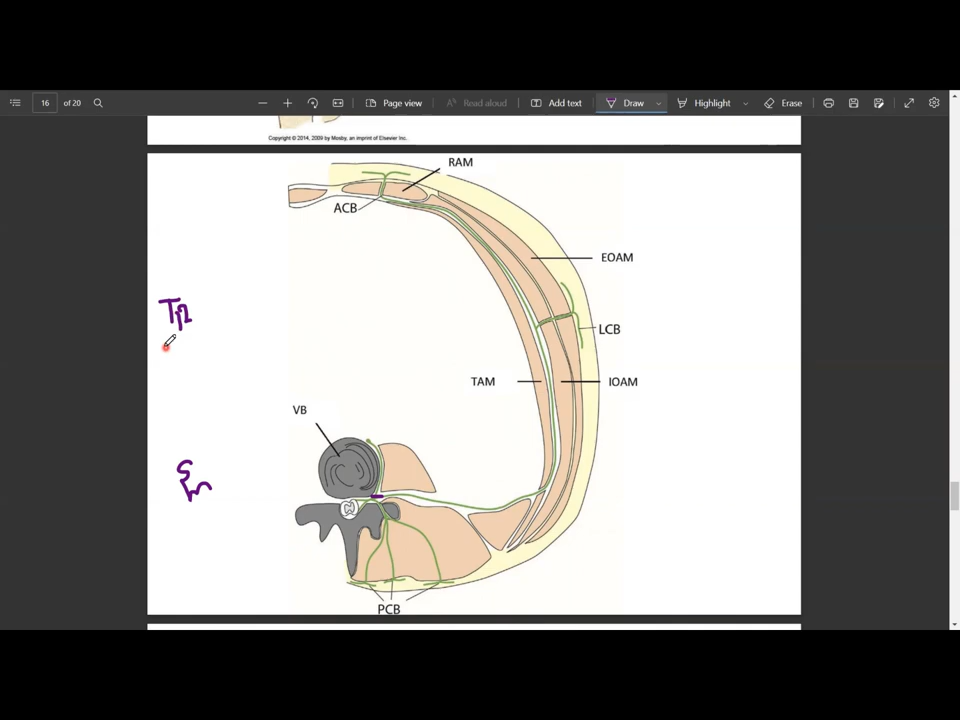 16 of 20
Page view
Read aloud
Add text
Draw
Highlight
Erase
Copyright © 2014, 2009 by Mosby, an imprint of Elsevier Inc.
RAM
ACB
EOAM
LCB
TAM
IOAM
VB
PCB